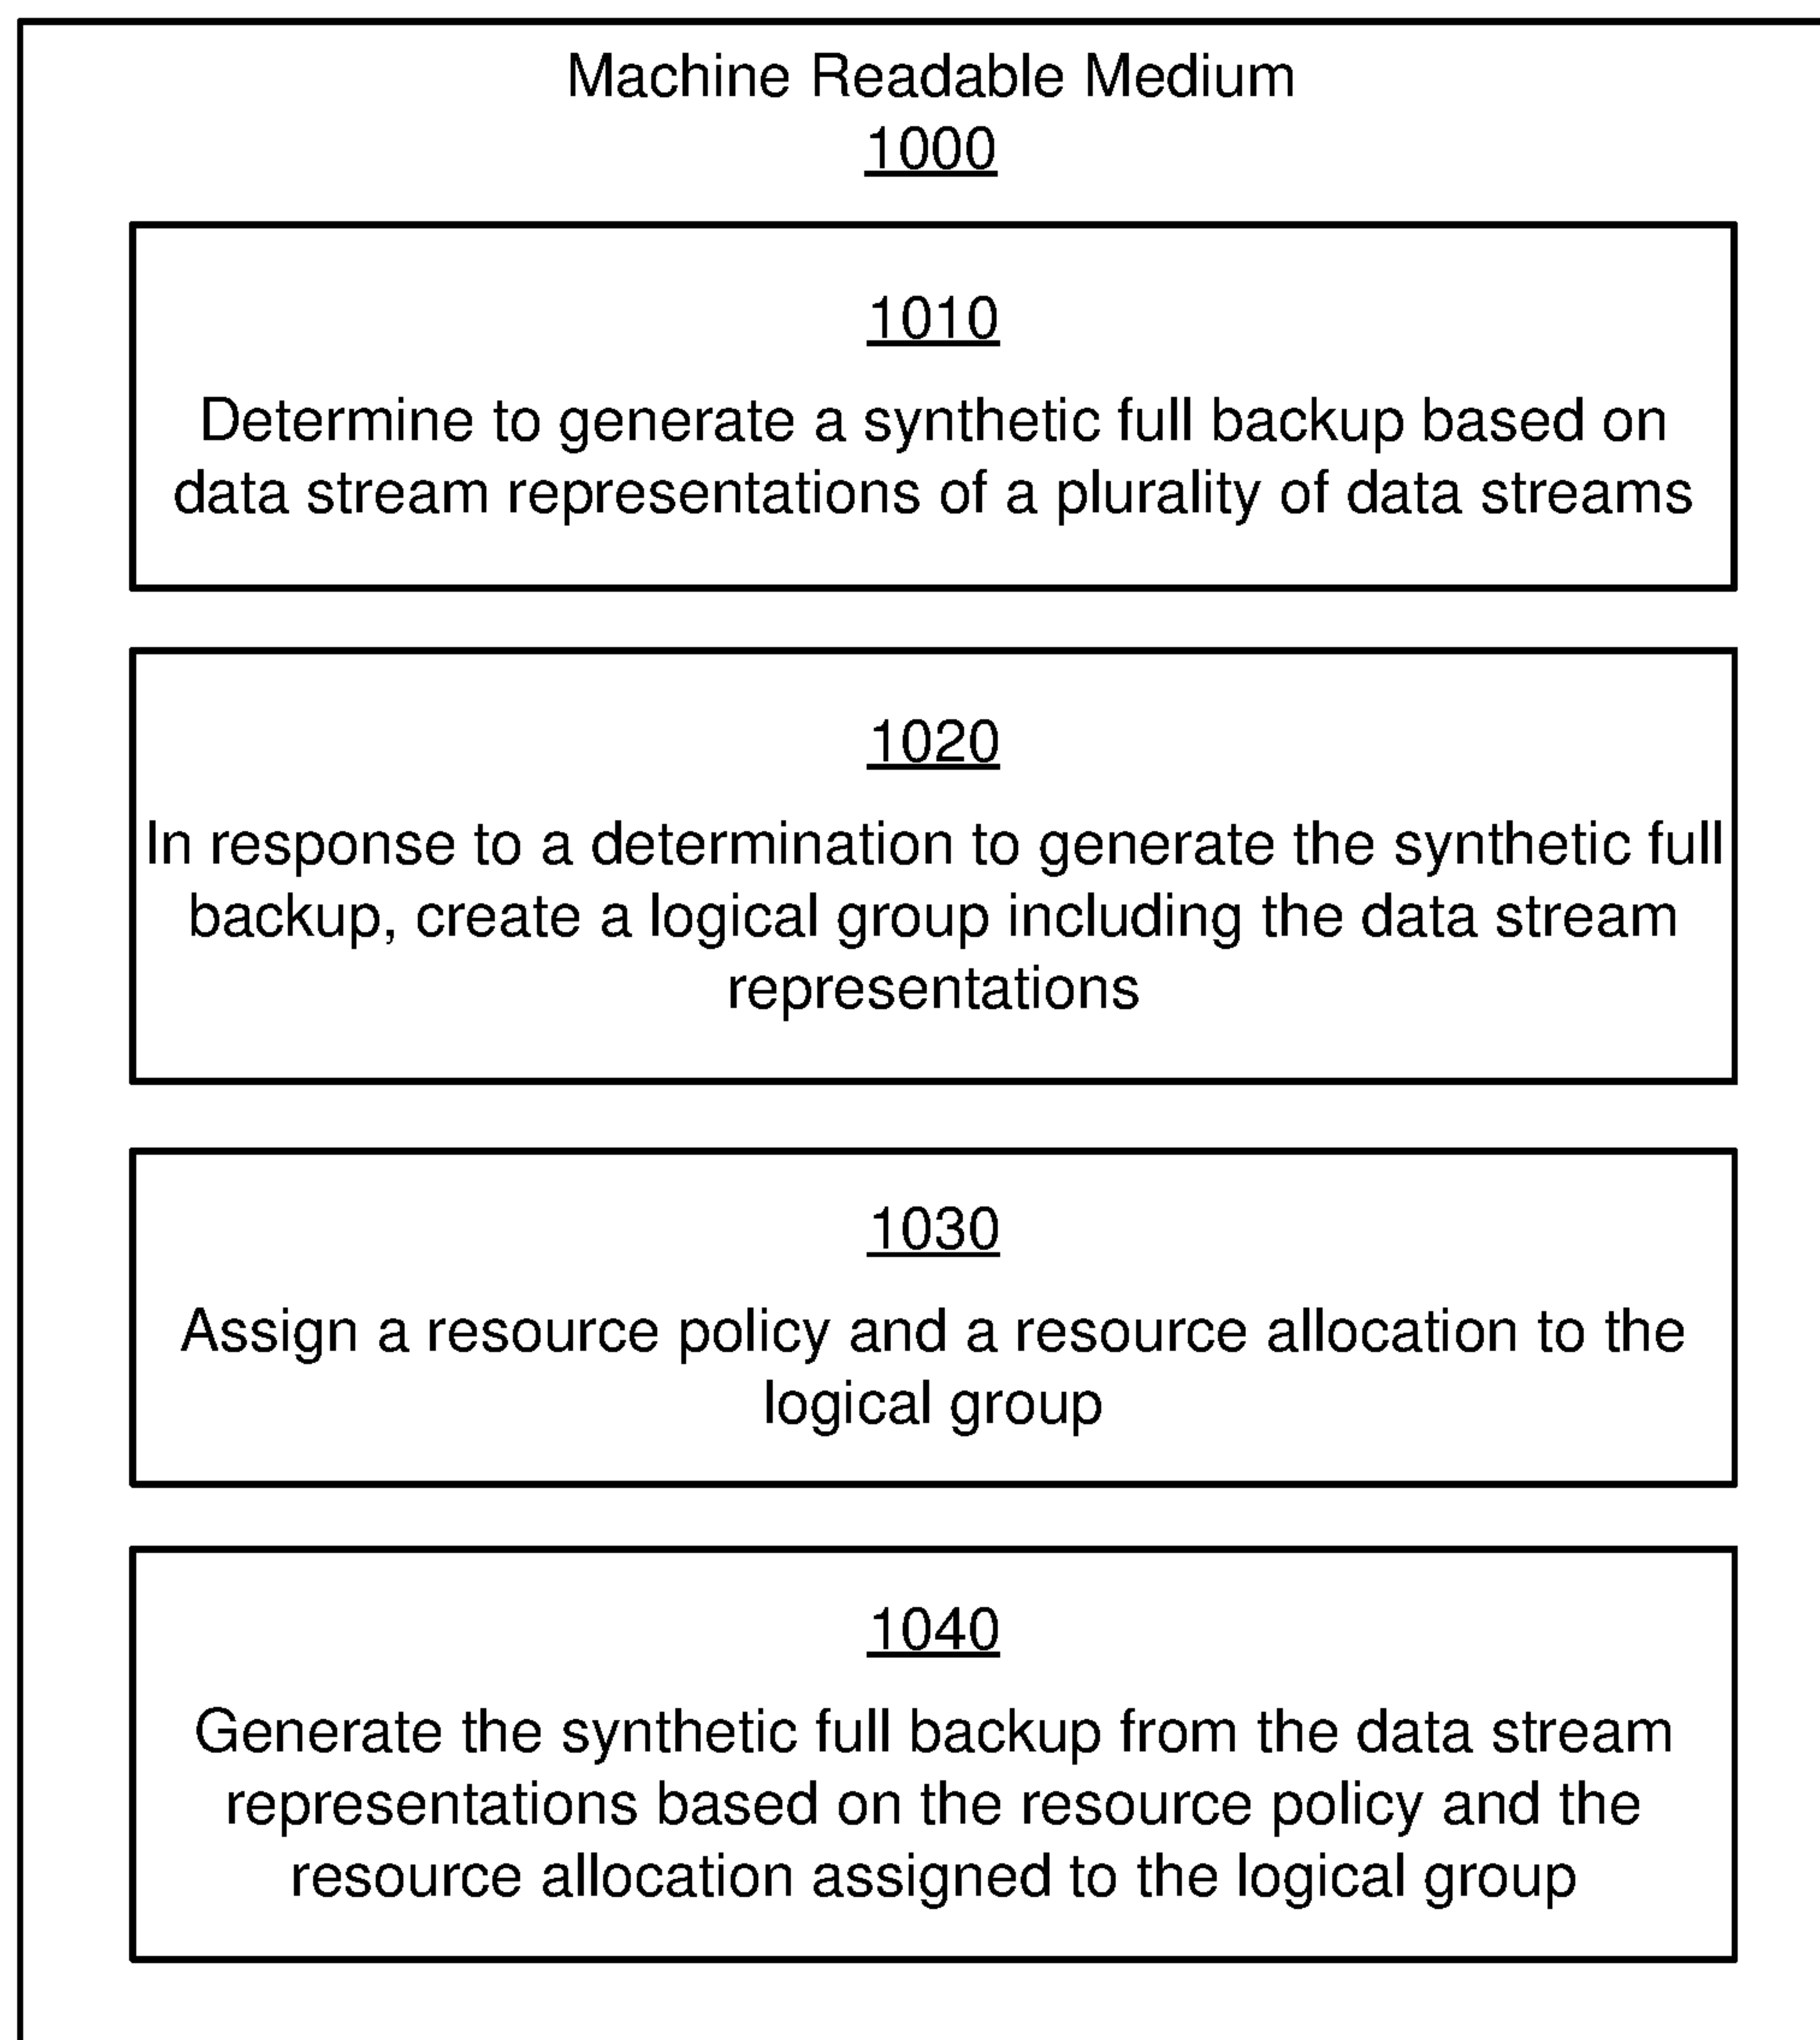 Machine Readable Medium
1000
1010
Determine to generate a synthetic full backup based on
data stream representations of a plurality of data streams
1020
In response to a determination to generate the synthetic full
backup, create a logical group including the data stream
representations
1030
Assign a resource policy and a resource allocation to the
logical group
1040
Generate the synthetic full backup from the data stream
representations based on the resource policy and the
resource allocation assigned to the logical group